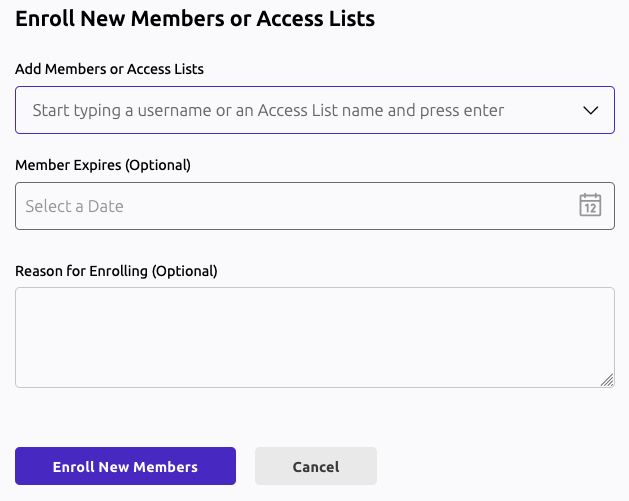 Enroll New Members or Access Lists
Add Members or Access Lists
Start typing a username or an Access List name and press enter
Member Expires (Optional)
Select a Date
12
Reason for Enrolling (Optional)
Enroll New Members
Cancel